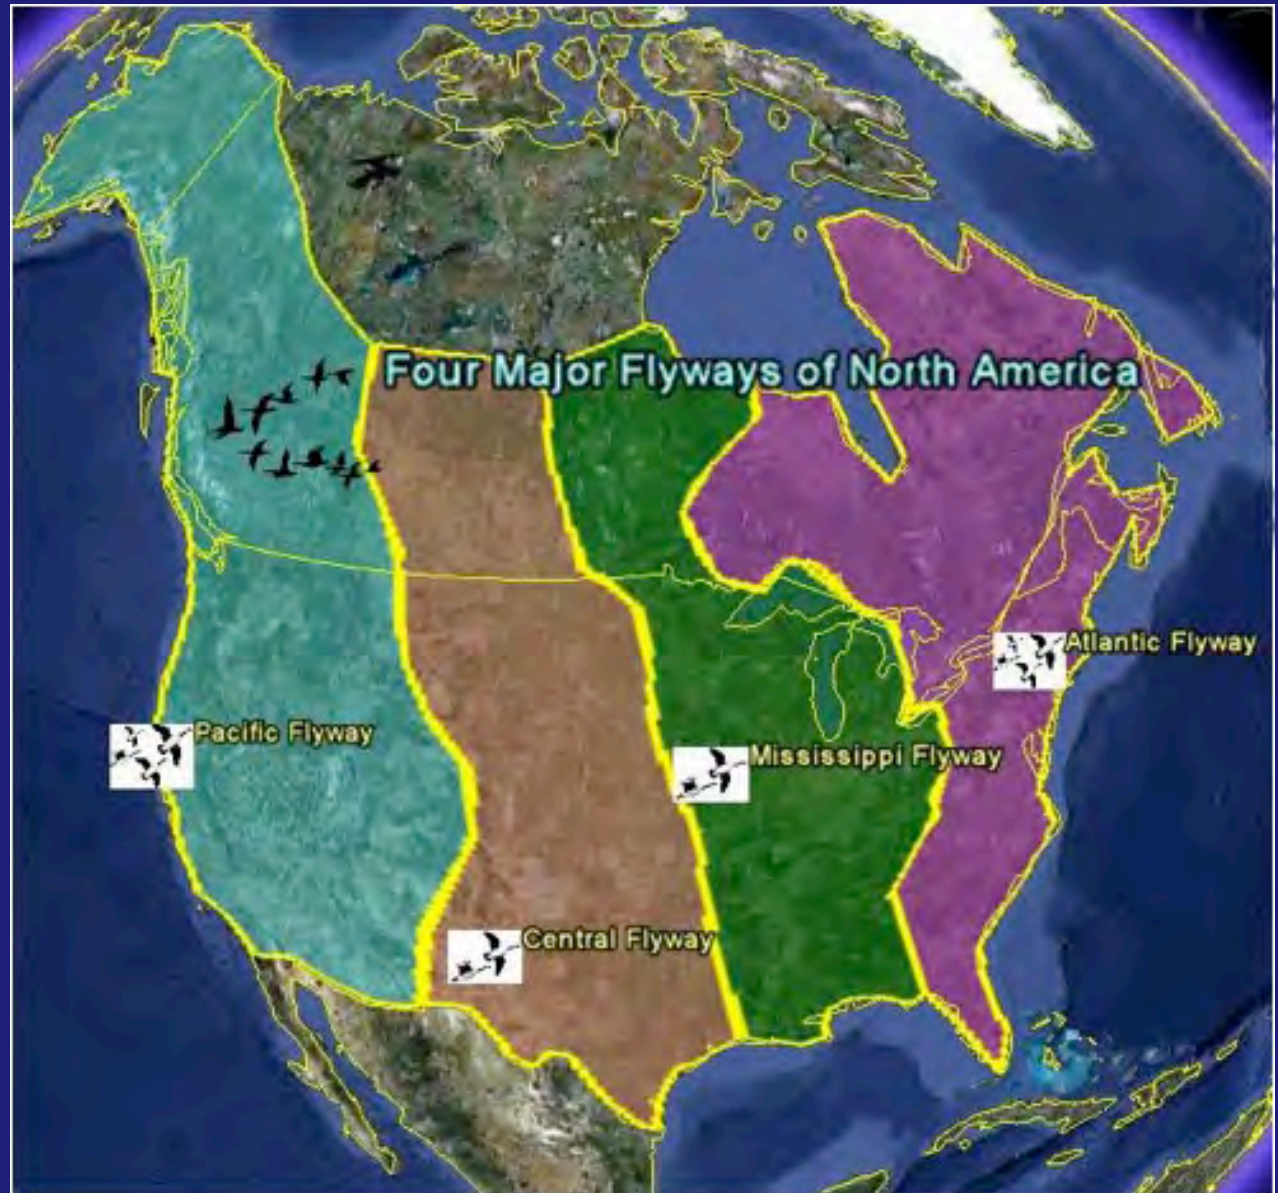 Four Major Flyways of North America
Atlantic Flyway
Pacific Flyway
Mississippi Flyway
Central Flyway